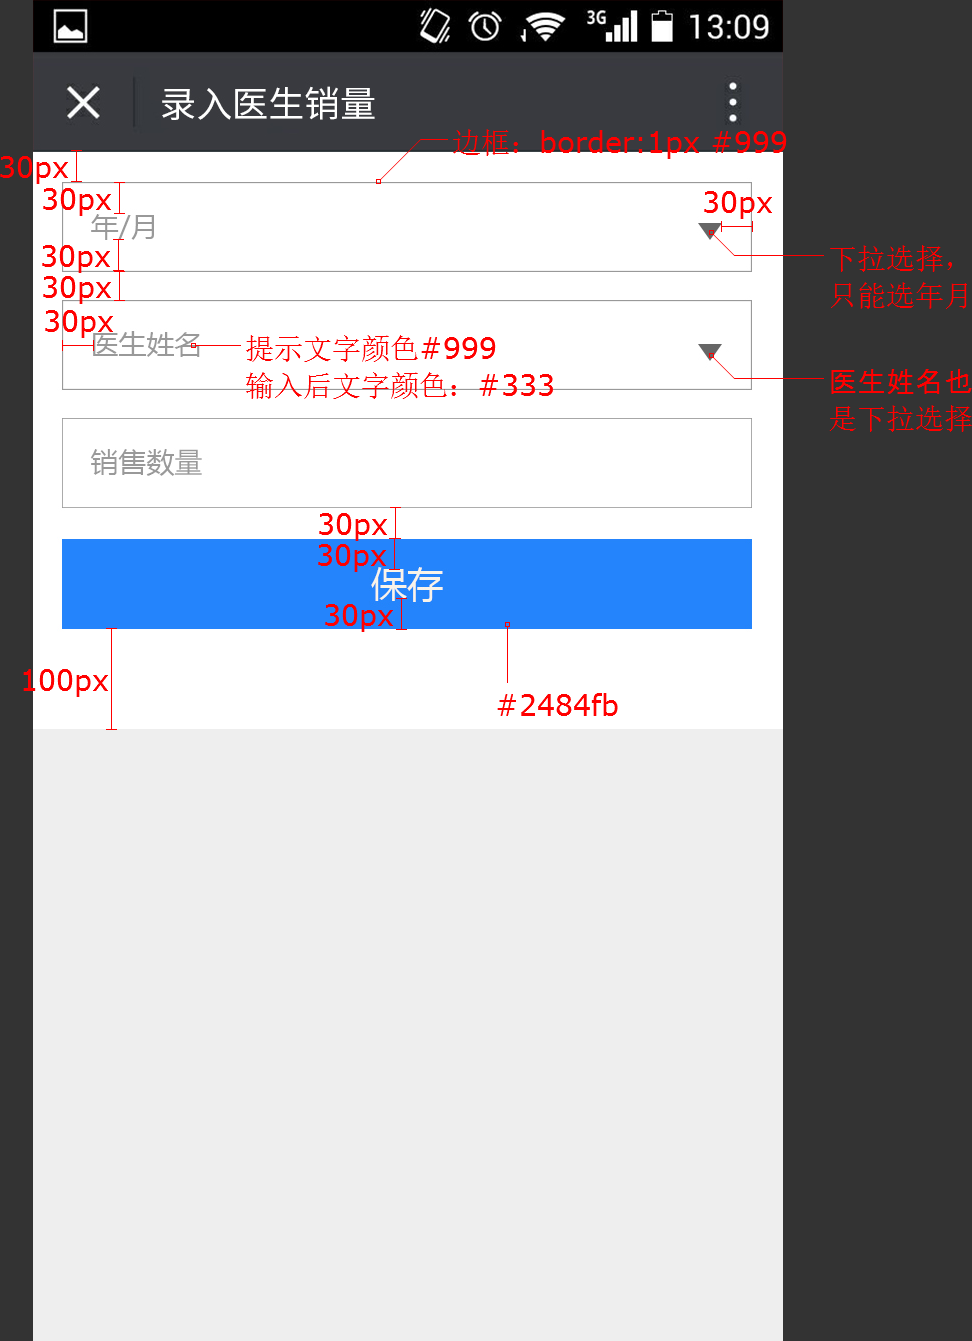 3G 13:09
录入医生销量
边框：border:1px #999
30px
30px
30px
年/月
30px
下拉选择，
只能选年月
30px
30px
医生姓名
提示文字颜色#999
输入后文字颜色：#333
医生姓名也
是下拉选择
销售数量
30px
30px
保存
30px
100px
#2484fb